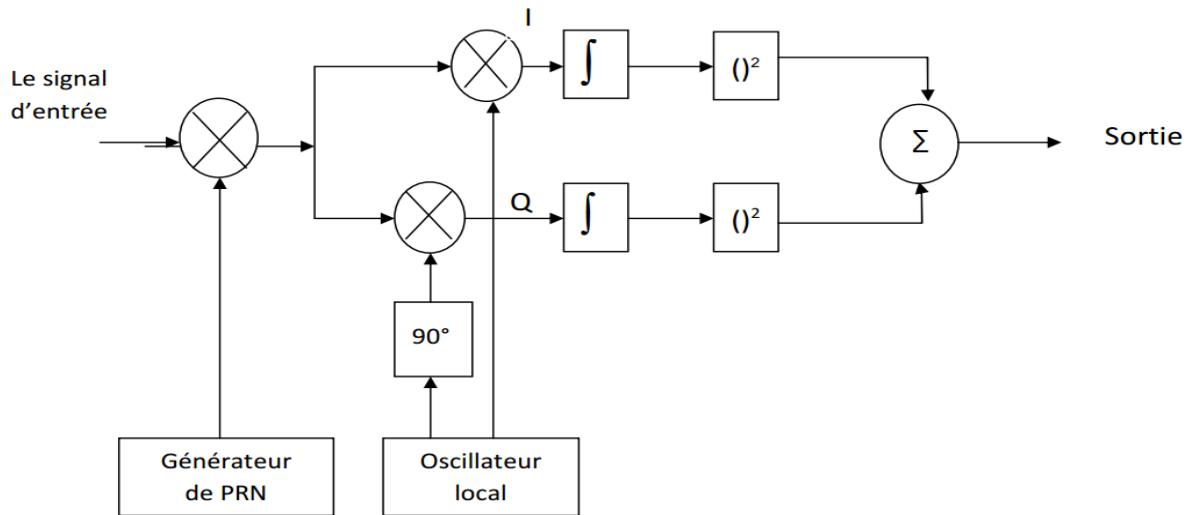 I
Le signal
d'entrée
∫
()²
Σ
Sortie
Q
∫
()²
90°
Générateur
de PRN
Oscillateur
local